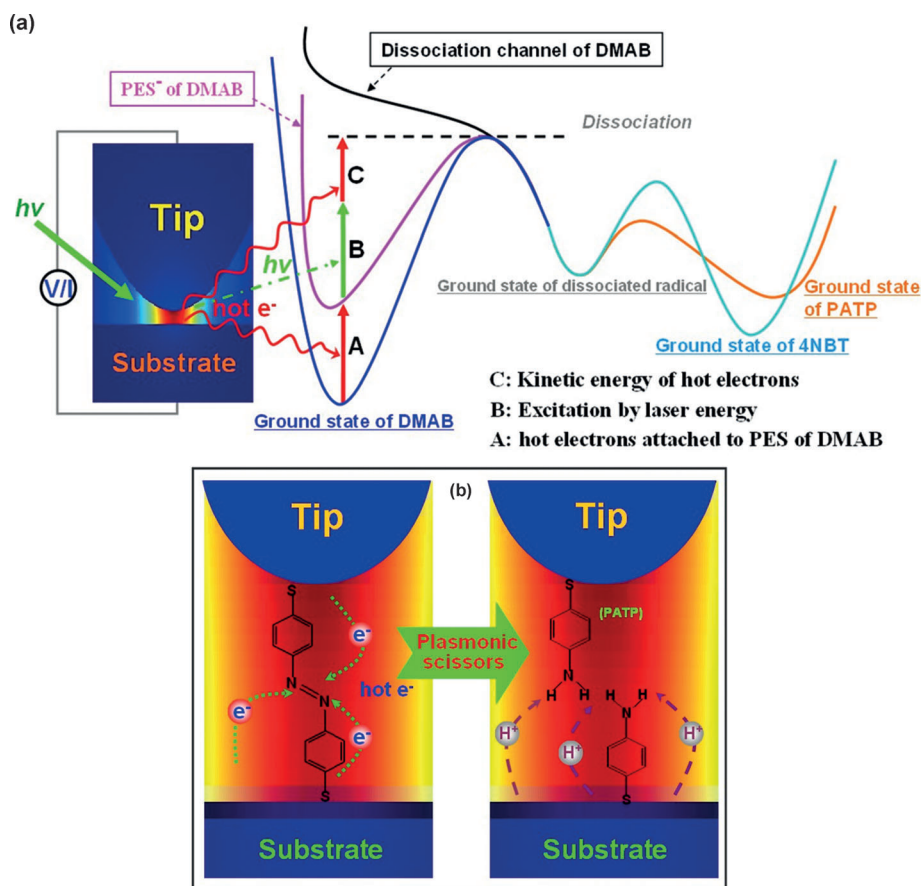 (a)
Dissociation channel of DMAB
PES⁻ of DMAB
Dissociation
hν
Tip
V/I
hot e⁻
Substrate
C
hν
B
A
Ground state of dissociated radical
Ground state
of PATP
Ground state of 4NBT
Ground state of DMAB
C: Kinetic energy of hot electrons
B: Excitation by laser energy
A: hot electrons attached to PES of DMAB
(b)
Tip
S
e⁻
N
N
hot e⁻
e⁻
e⁻
S
Substrate
Plasmonic
scissors
Tip
S
(PATP)
N
H H
H H
N
H⁺
H⁺
H⁺
S
Substrate